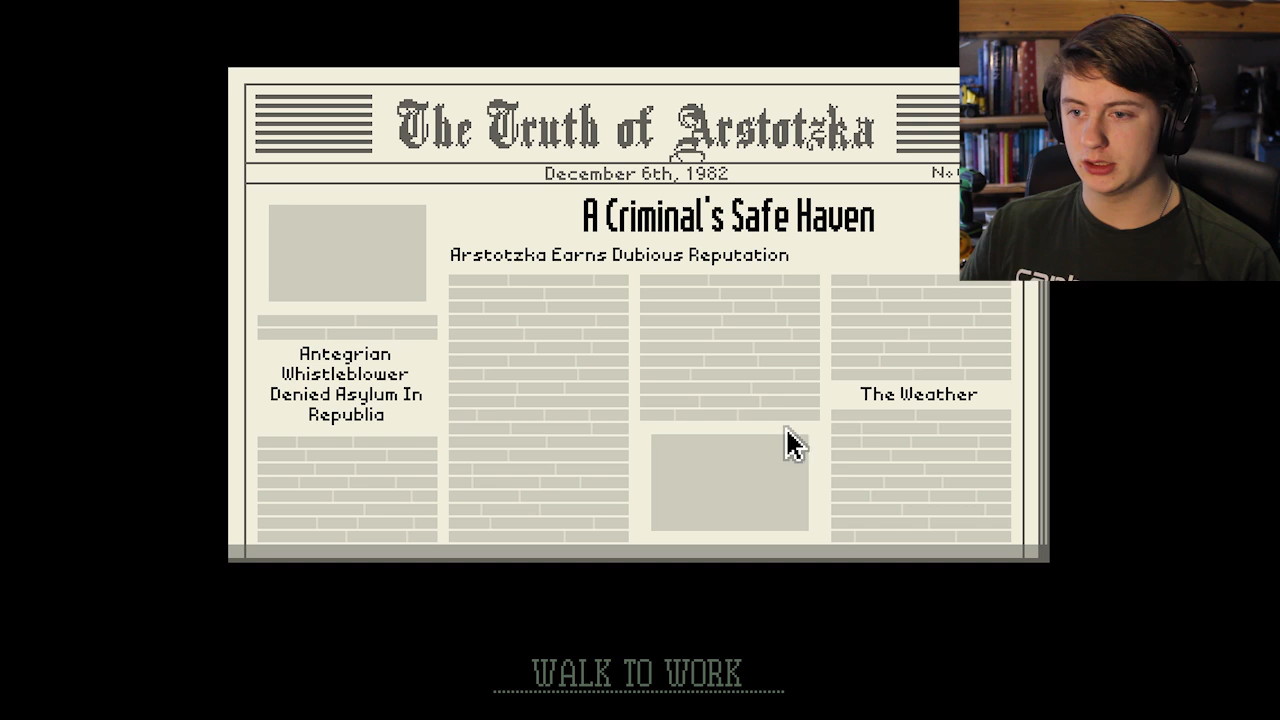 The Truth of Arstotzka
December 6th, 1982
A Criminal's Safe Haven
Arstotzka Earns Dubious Reputation
Antegrian
Whistleblower
Denied Asylum In
Republia
The Weather
WALK TO WORK